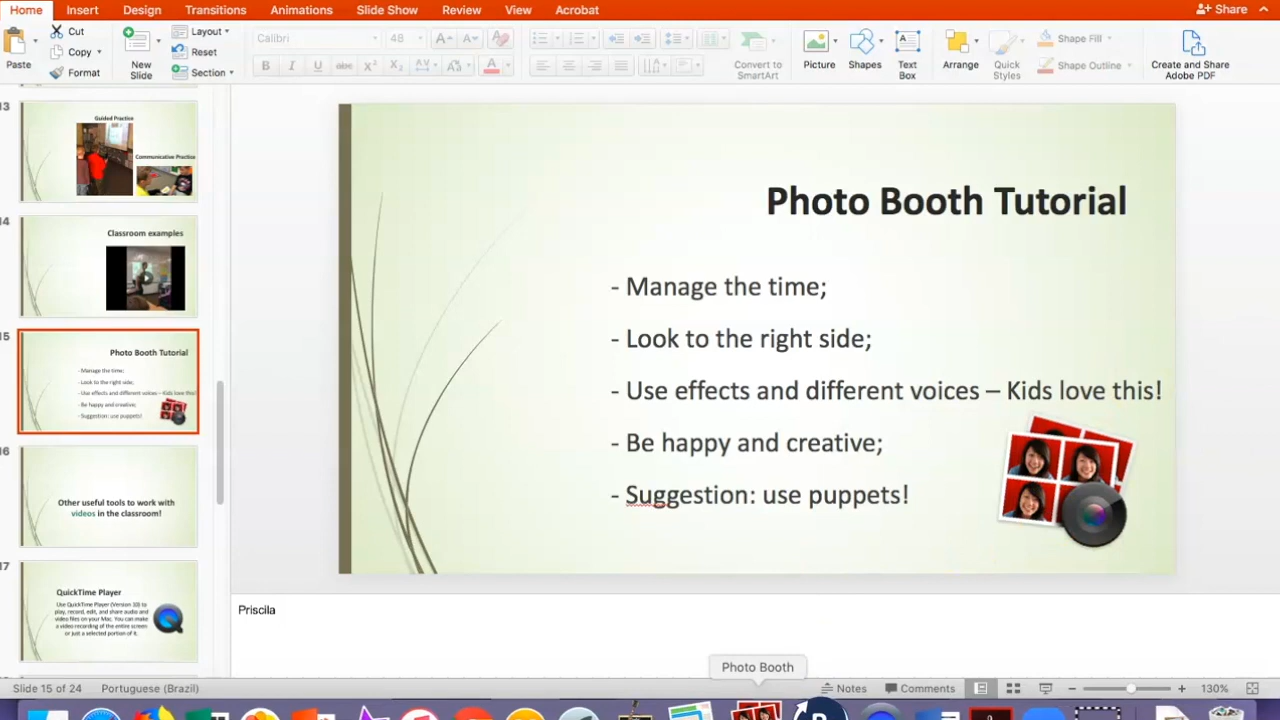 Home Insert Design Transitions Animations Slide Show Review View Acrobat Share
Paste
Cut
Copy
Format
New
Slide
Layout
Reset
Section
Calibri 48
Convert to
SmartArt
Picture
Shapes
Text
Box
Arrange
Quick
Styles
Shape Fill
Shape Outline
Create and Share
Adobe PDF
13
Guided Practice
Communicative Practice
14
Classroom examples
15
Photo Booth Tutorial
- Manage the time;
- Look to the right side;
- Use effects and different voices – Kids love this!
- Be happy and creative;
- Suggestion: use puppets!
16
Other useful tools to work with
videos in the classroom!
17
QuickTime Player
Use QuickTime Player (Version 10) to
play, record, edit, and share audio and
video files on your Mac. You can make
a video recording of the entire screen
or just a selected portion of it.
Photo Booth Tutorial
- Manage the time;
- Look to the right side;
- Use effects and different voices – Kids love this!
- Be happy and creative;
- Suggestion: use puppets!
Priscila
Photo Booth
Slide 15 of 24 Portuguese (Brazil) Notes Comments 130%